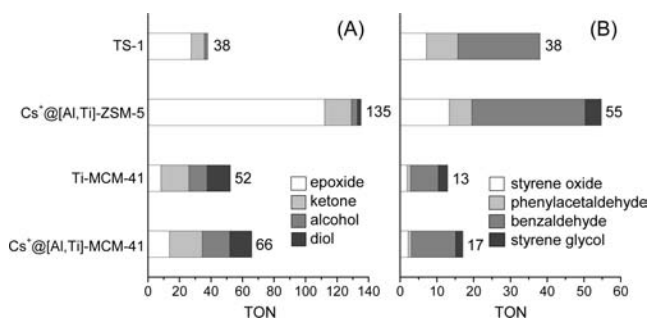 (A)
(B)
TS-1
38
38
Cs⁺@[Al,Ti]-ZSM-5
135
55
Ti-MCM-41
52
13
Cs⁺@[Al,Ti]-MCM-41
66
17
epoxide
ketone
alcohol
diol
styrene oxide
phenylacetaldehyde
benzaldehyde
styrene glycol
0 20 40 60 80 100 120 140
0 10 20 30 40 50 60
TON
TON